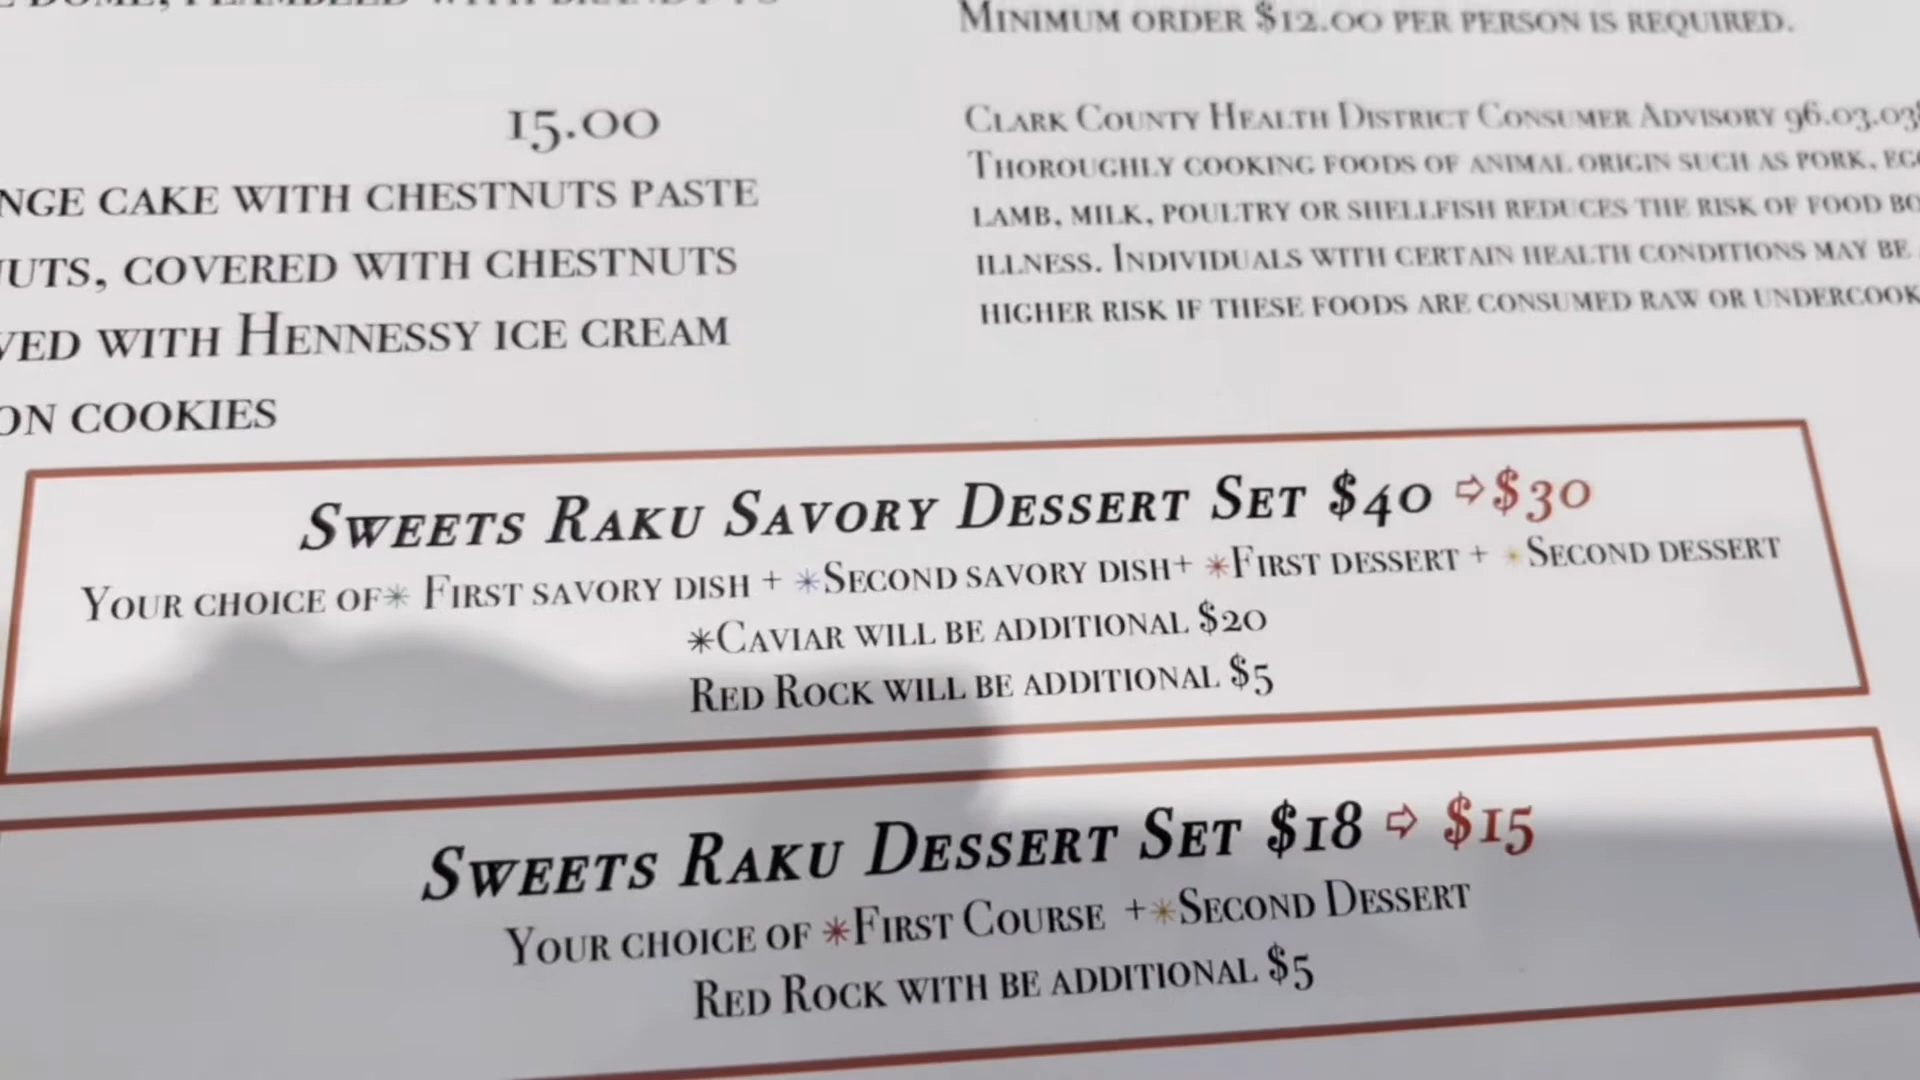 MINIMUM ORDER $12.00 PER PERSON IS REQUIRED.
15.00
CAKE WITH CHESTNUTS PASTE
COVERED WITH CHESTNUTS
WITH HENNESSY ICE CREAM
COOKIES
CLARK COUNTY HEALTH DISTRICT CONSUMER ADVISORY 96.03.03
THOROUGHLY COOKING FOODS OF ANIMAL ORIGIN SUCH AS PORK,
LAMB, MILK, POULTRY OR SHELLFISH REDUCES THE RISK OF FOOD
ILLNESS. INDIVIDUALS WITH CERTAIN HEALTH CONDITIONS MAY BE
HIGHER RISK IF THESE FOODS ARE CONSUMED RAW OR
SWEETS RAKU SAVORY DESSERT SET $40 ⇨$30
YOUR CHOICE OF✳ FIRST SAVORY DISH + ✳SECOND SAVORY DISH+ ✳FIRST DESSERT + ✳SECOND DESSERT
✳CAVIAR WILL BE ADDITIONAL $20
RED ROCK WILL BE ADDITIONAL $5
SWEETS RAKU DESSERT SET $18 ⇨ $15
YOUR CHOICE OF ✳FIRST COURSE +✳SECOND DESSERT
RED ROCK WITH BE ADDITIONAL $5